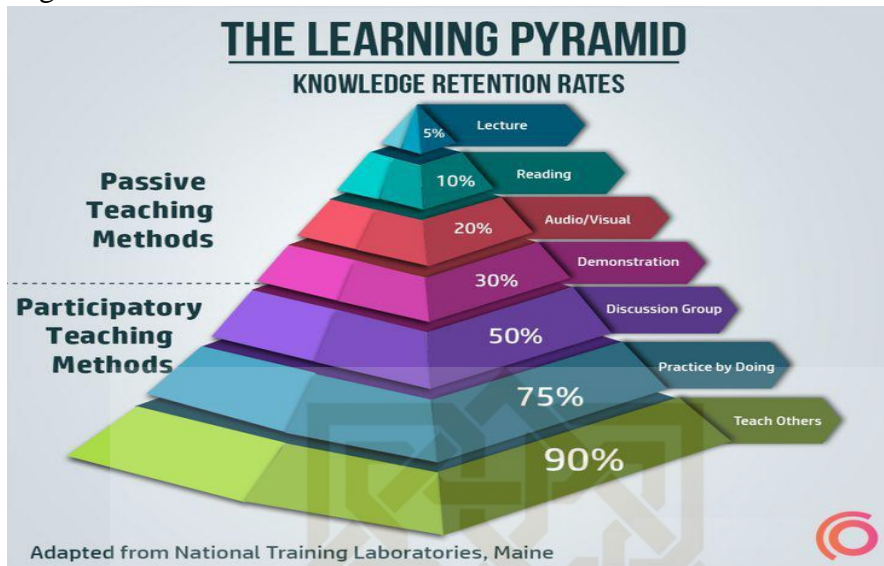 THE LEARNING PYRAMID
KNOWLEDGE RETENTION RATES
5%
Lecture
10%
Reading
Passive
Teaching
Methods
20%
Audio/Visual
30%
Demonstration
Participatory
Teaching
Methods
50%
Discussion Group
75%
Practice by Doing
90%
Teach Others
Adapted from National Training Laboratories, Maine